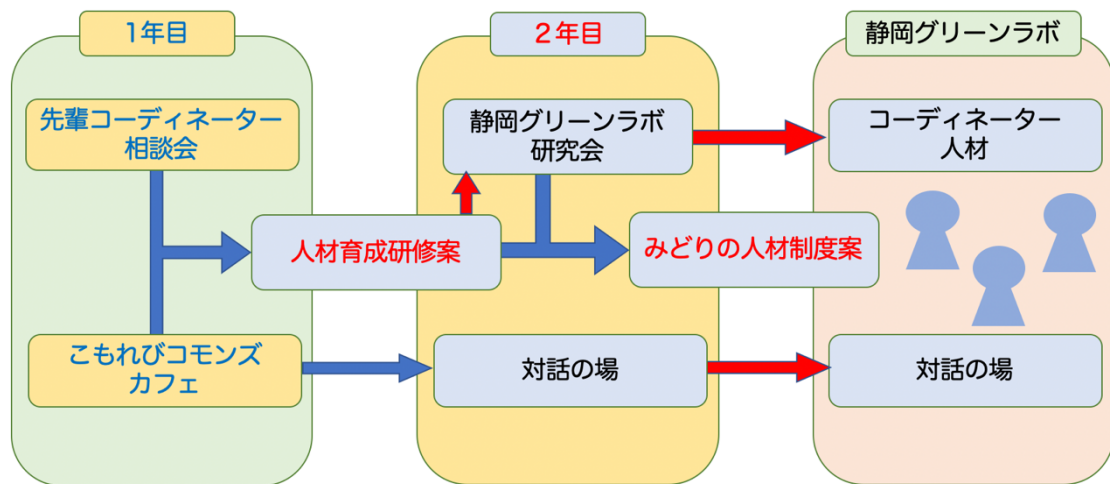 1年目
先輩コーディネーター
相談会
こもれびコモンズ
カフェ
人材育成研修案
２年目
静岡グリーンラボ
研究会
対話の場
みどりの人材制度案
静岡グリーンラボ
コーディネーター
人材
対話の場